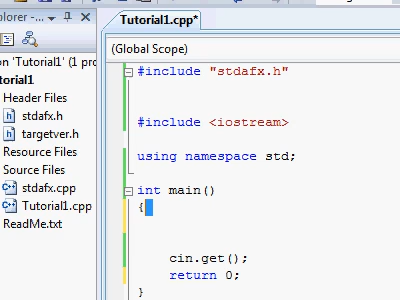 plorer -
on 'Tutorial1' (1 pro
torial1
Header Files
stdafx.h
targetver.h
Resource Files
Source Files
stdafx.cpp
Tutorial1.cpp
ReadMe.txt
Tutorial1.cpp*
(Global Scope)
#include "stdafx.h"
#include <iostream>
using namespace std;
int main()
{
cin.get();
return 0;
}